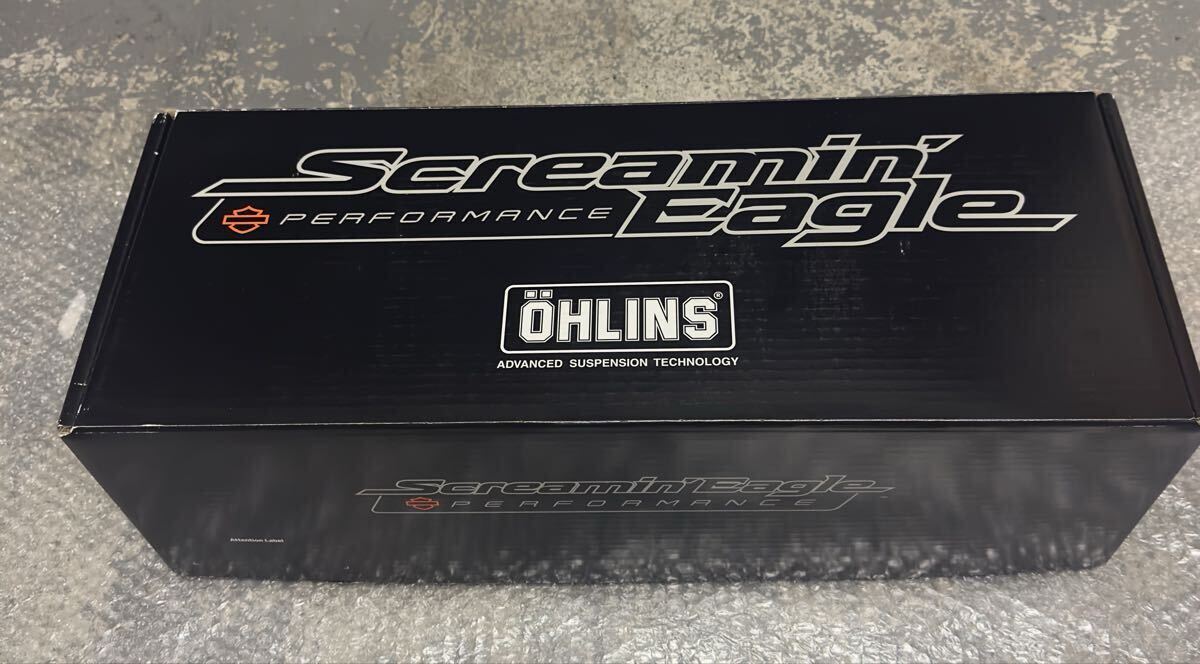 Screamin'
PERFORMANCE Eagle
ÖHLINS®
ADVANCED SUSPENSION TECHNOLOGY
Screamin' Eagle
PERFORMANCE
Attention Label